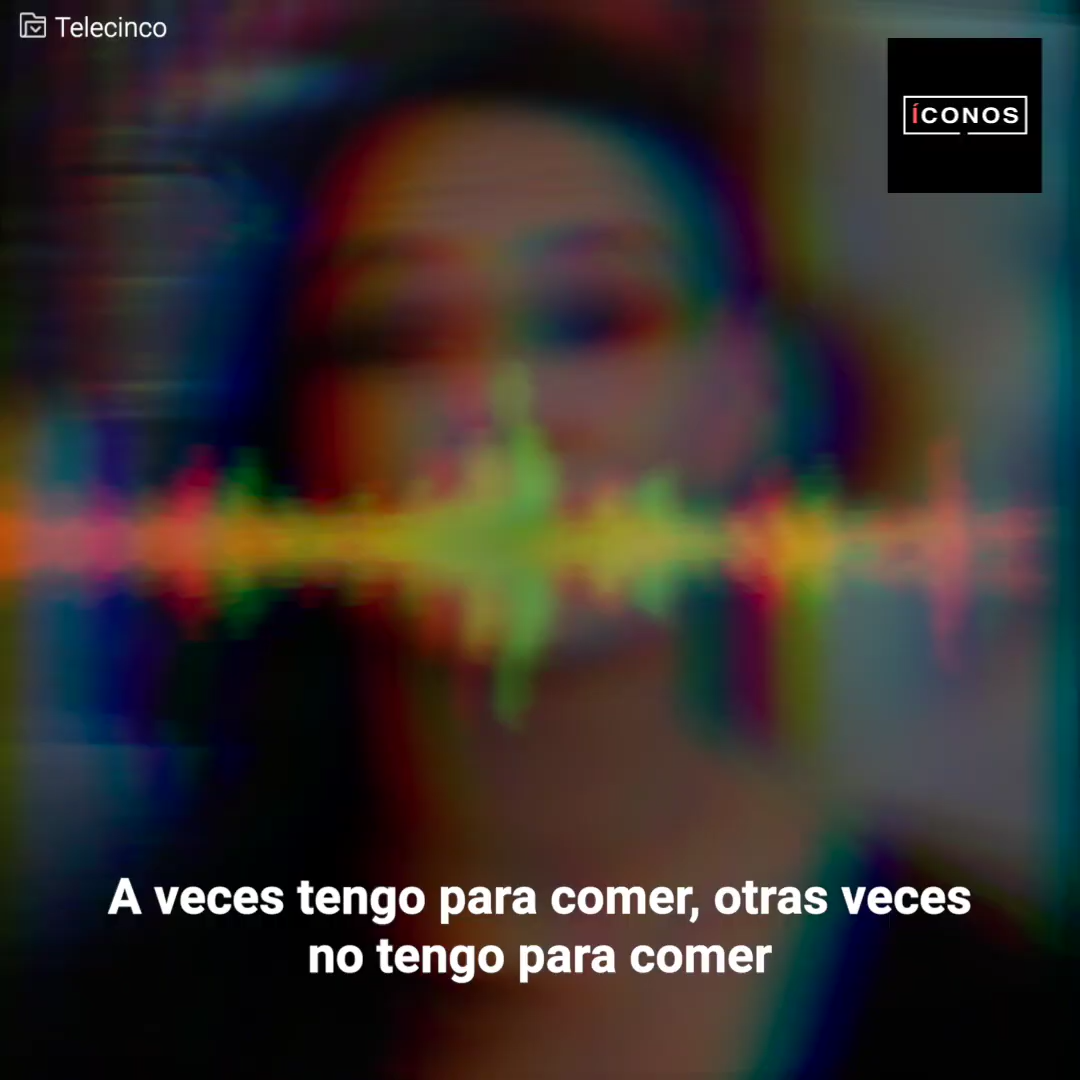 Telecinco
ÍCONOS
A veces tengo para comer, otras veces
no tengo para comer